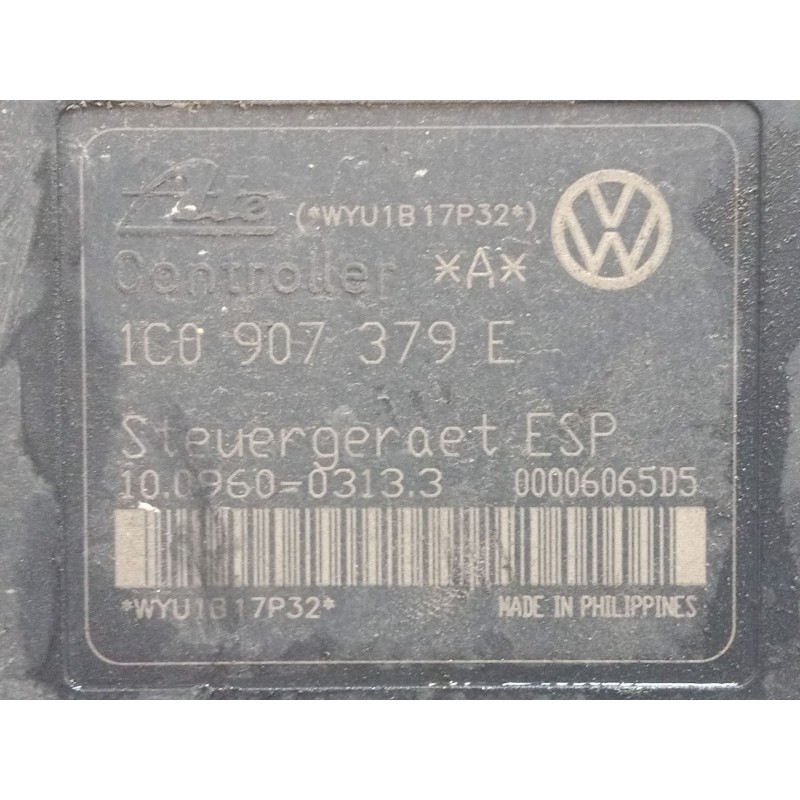 Ate (*WYU1B17P32*)
Controller *A*
1C0 907 379 E
Steuergeraet ESP
10.0960-0313.3 00006065D5
*WYU1B17P32* MADE IN PHILIPPINES